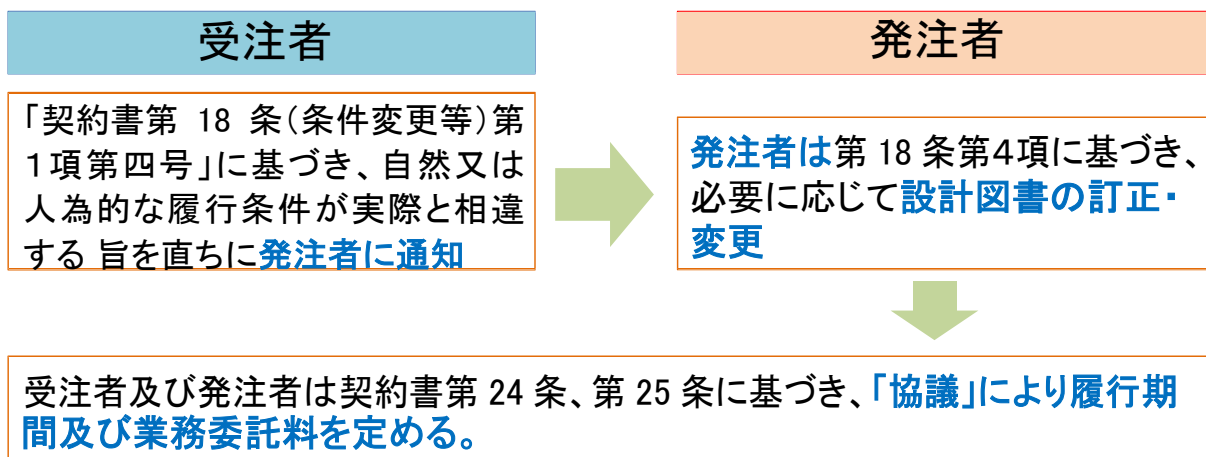 受注者
発注者
「契約書第 18 条(条件変更等)第
1項第四号」に基づき、自然又は
人為的な履行条件が実際と相違
する 旨を直ちに発注者に通知
発注者は第 18 条第4項に基づき、
必要に応じて設計図書の訂正・
変更
受注者及び発注者は契約書第 24 条、第 25 条に基づき、「協議」により履行期
間及び業務委託料を定める。